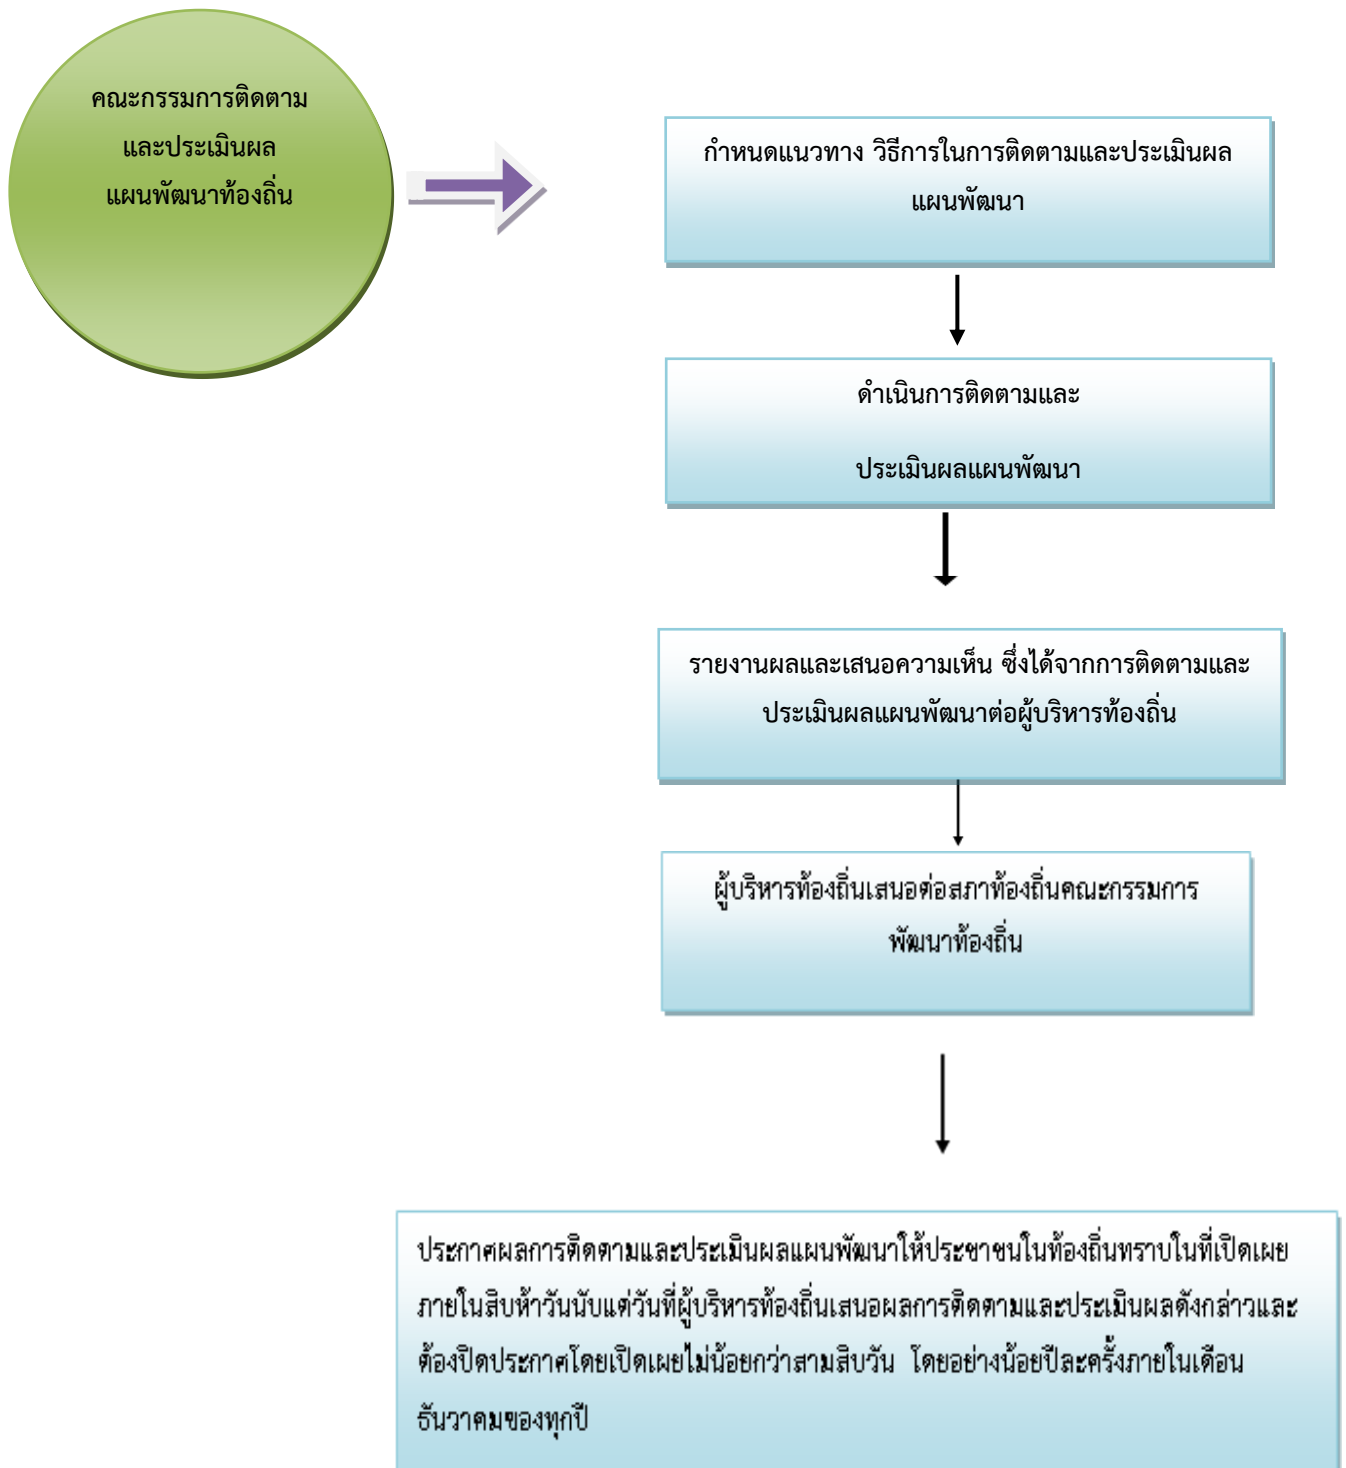 คณะกรรมการติดตาม
และประเมินผล
แผนพัฒนาท้องถิ่น
กำหนดแนวทาง วิธีการในการติดตามและประเมินผล
แผนพัฒนา
ดำเนินการติดตามและ
ประเมินผลแผนพัฒนา
รายงานผลและเสนอความเห็น ซึ่งได้จากการติดตามและ
ประเมินผลแผนพัฒนาต่อผู้บริหารท้องถิ่น
ผู้บริหารท้องถิ่นเสนอต่อสภาท้องถิ่นคณะกรรมการ
พัฒนาท้องถิ่น
ประกาศผลการติดตามและประเมินผลแผนพัฒนาให้ประชาชนในท้องถิ่นทราบในที่เปิดเผย
ภายในสิบห้าวันนับแต่วันที่ผู้บริหารท้องถิ่นเสนอผลการติดตามและประเมินผลดังกล่าวและ
ต้องปิดประกาศโดยเปิดเผยไม่น้อยกว่าสามสิบวัน โดยอย่างน้อยปีละครั้งภายในเดือน
ธันวาคมของทุกปี